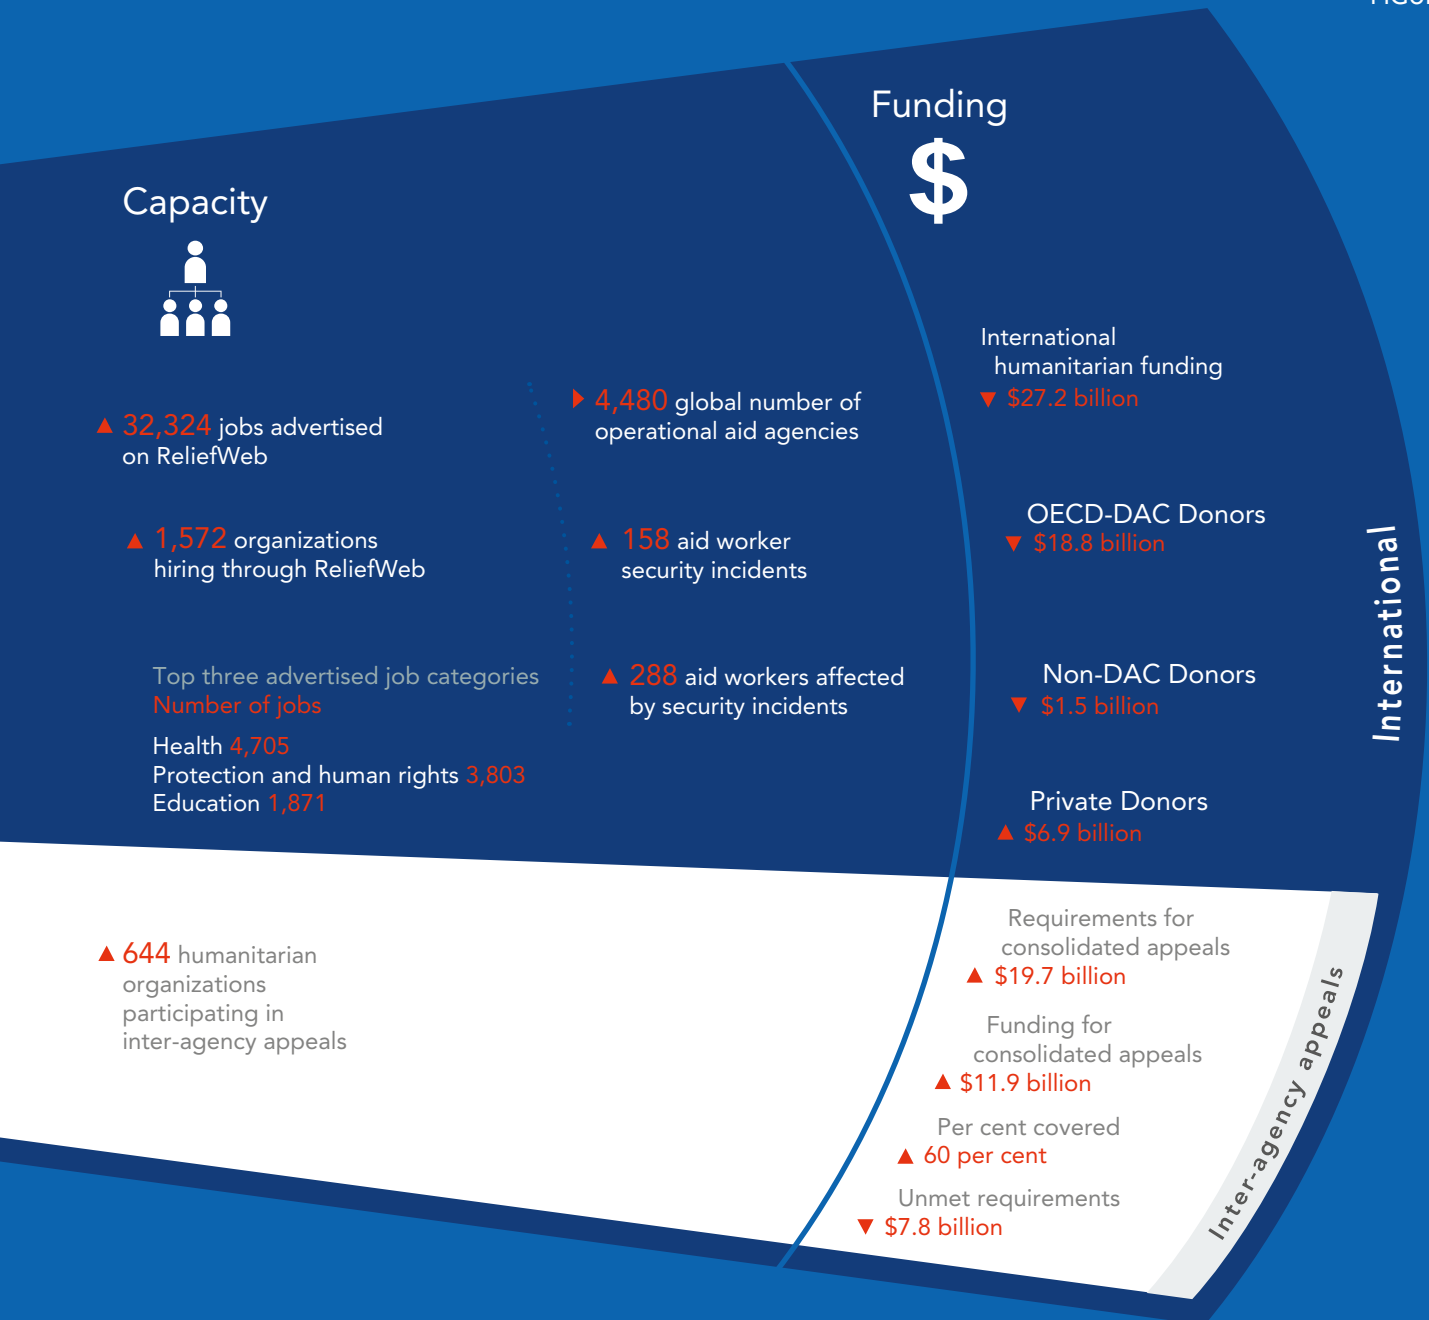 Capacity
▲ 32,324 jobs advertised
on ReliefWeb
▲ 1,572 organizations
hiring through ReliefWeb
Top three advertised job categories
Number of jobs
Health 4,705
Protection and human rights 3,803
Education 1,871
▶ 4,480 global number of
operational aid agencies
▲ 158 aid worker
security incidents
▲ 288 aid workers affected
by security incidents
Funding
$
International
humanitarian funding
▼ $27.2 billion
OECD-DAC Donors
▼ $18.8 billion
Non-DAC Donors
▼ $1.5 billion
Private Donors
▲ $6.9 billion
International
▲ 644 humanitarian
organizations
participating in
inter-agency appeals
Requirements for
consolidated appeals
▲ $19.7 billion
Funding for
consolidated appeals
▲ $11.9 billion
Per cent covered
▲ 60 per cent
Unmet requirements
▼ $7.8 billion
Inter-agency appeals